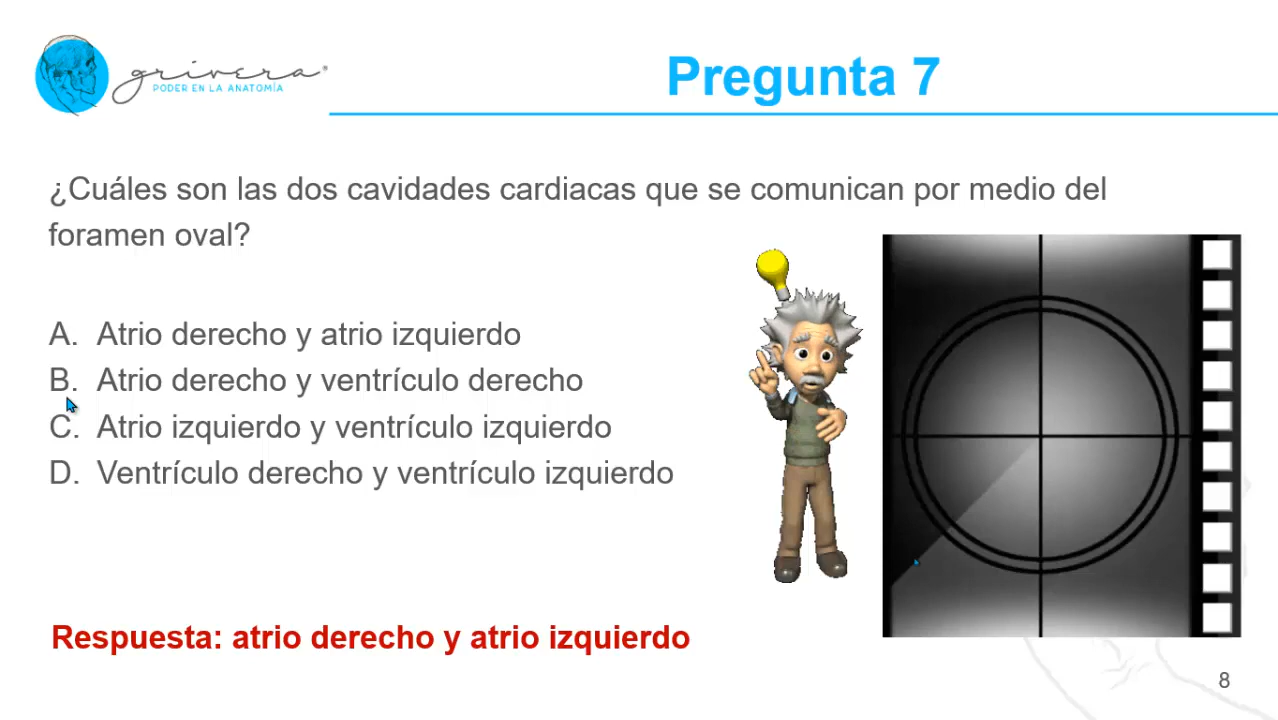 grivera®
PODER EN LA ANATOMÍA
Pregunta 7
¿Cuáles son las dos cavidades cardiacas que se comunican por medio del
foramen oval?
A. Atrio derecho y atrio izquierdo
B. Atrio derecho y ventrículo derecho
C. Atrio izquierdo y ventrículo izquierdo
D. Ventrículo derecho y ventrículo izquierdo
Respuesta: atrio derecho y atrio izquierdo
8